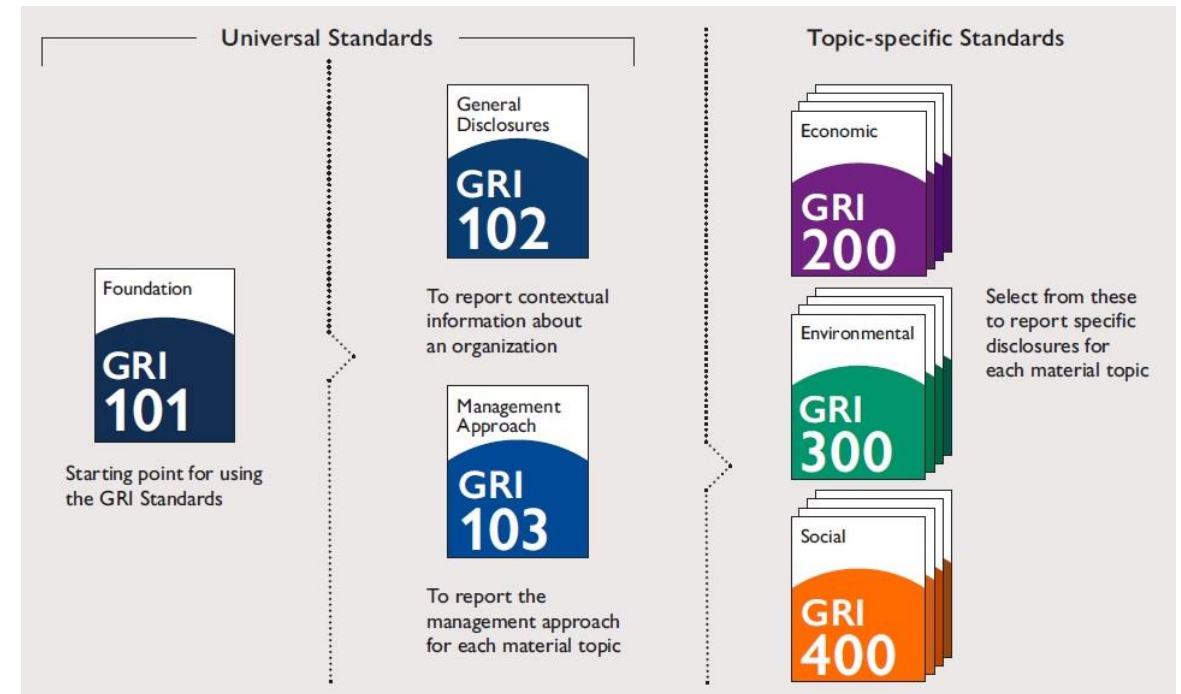 Universal Standards
Topic-specific Standards
Foundation
GRI
101
Starting point for using
the GRI Standards
General
Disclosures
GRI
102
To report contextual
information about
an organization
Management
Approach
GRI
103
To report the
management approach
for each material topic
Economic
GRI
200
Environmental
GRI
300
Social
GRI
400
Select from these
to report specific
disclosures for
each material topic